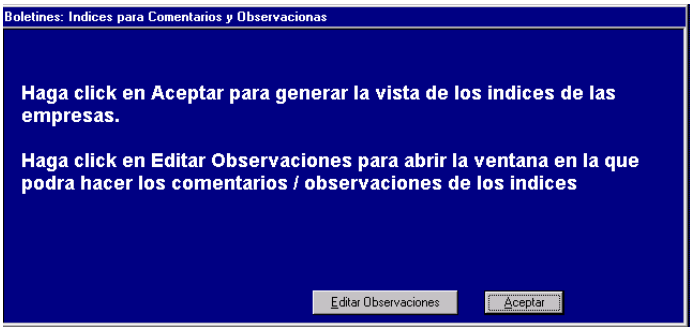 Boletines: Indices para Comentarios y Observacionas
Haga click en Aceptar para generar la vista de los indices de las
empresas.
Haga click en Editar Observaciones para abrir la ventana en la que
podra hacer los comentarios / observaciones de los indices
Editar Observaciones
Aceptar